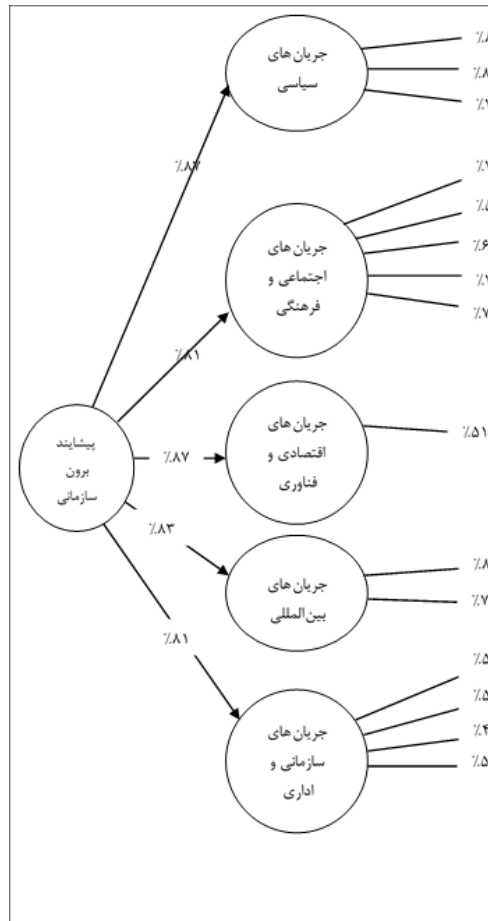 جریان های
سیاسی
٪۸۷
جریان های
اجتماعی و
فرهنگی
٪۸۱
پیشایند
برون
سازمانی
٪۸۷
جریان های
اقتصادی و
فناوری
٪۵۱
٪۸۳
جریان های
بین‌المللی
٪۸۱
جریان های
سازمانی و
اداری